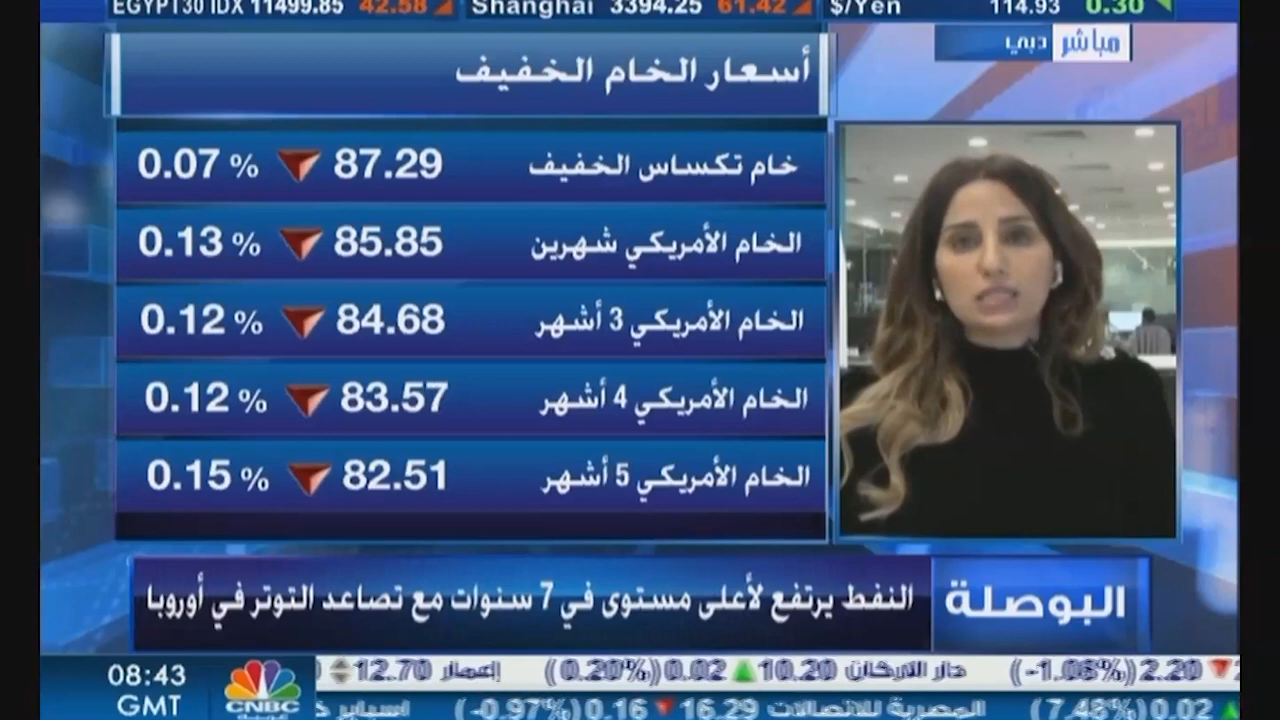 EGYPT30 IDX 11499.85 42.58 Shanghai 3394.25 61.42 $/Yen 114.93 0.30
مباشر دبي
أسعار الخام الخفيف
خام تكساس الخفيف 87.29 0.07 %
الخام الأمريكي شهرين 85.85 0.13 %
الخام الأمريكي 3 أشهر 84.68 0.12 %
الخام الأمريكي 4 أشهر 83.57 0.12 %
الخام الأمريكي 5 أشهر 82.51 0.15 %
البوصلة
النفط يرتفع لأعلى مستوى في 7 سنوات مع تصاعد التوتر في أوروبا
08:43
GMT
CNBC
عربية
2.20 (-1.08%) دار الاركان 10.20 0.02 (0.20%) إعمار 12.70
0.02 (7.48%) المصرية للاتصالات 16.29 0.16 (-0.97%)